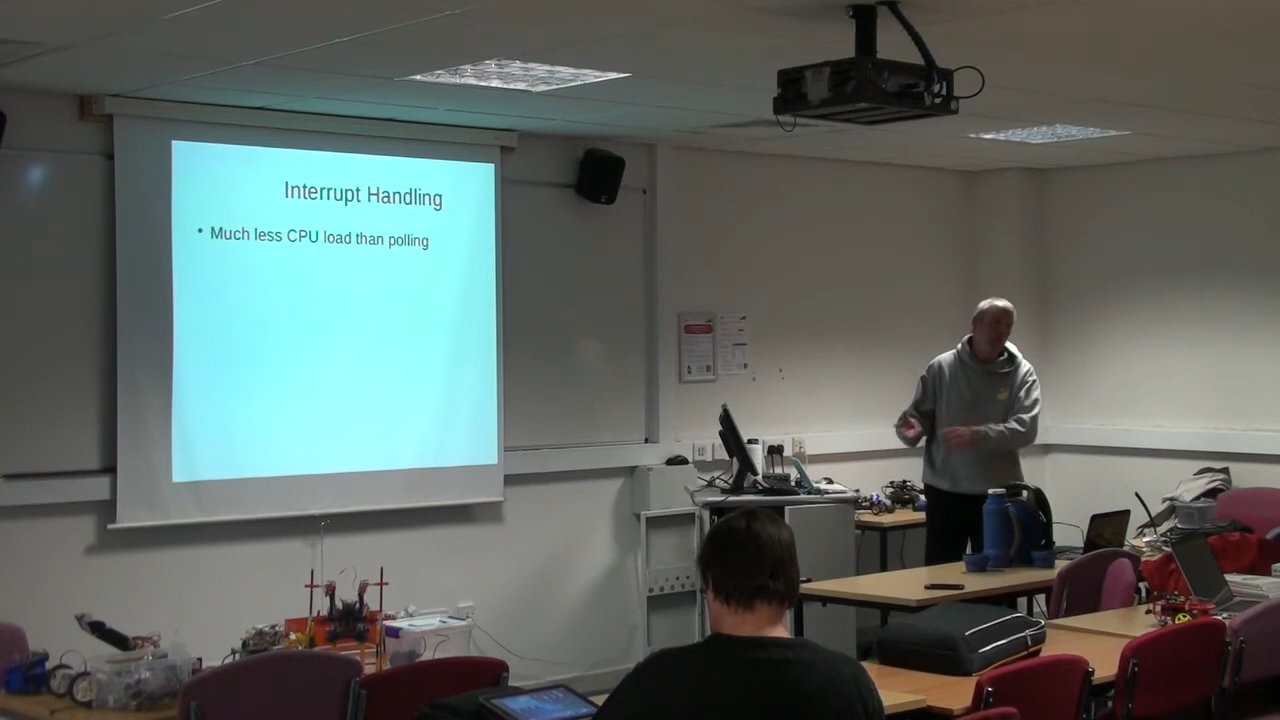 Interrupt Handling
• Much less CPU load than polling